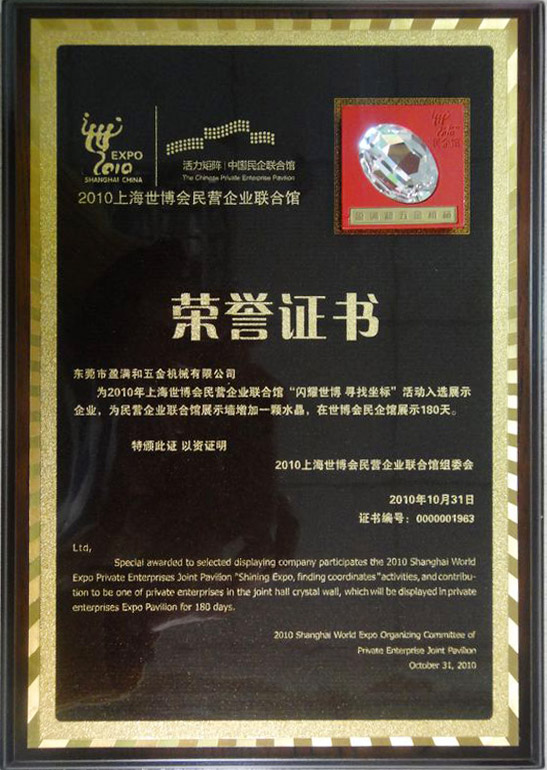 EXPO
2010
SHANGHAI CHINA
活力矩阵 | 中国民企联合馆
The Chinese Private Enterprise Pavilion
2010上海世博会民营企业联合馆
民企馆
荣誉证书
东莞市盈满和五金机械有限公司
为2010年上海世博会民营企业联合馆“闪耀世博 寻找坐标”活动入选展示
企业，为民营企业联合馆展示墙增加一颗水晶，在世博会民企馆展示180天。
特颁此证 以资证明
2010上海世博会民营企业联合馆组委会
2010年10月31日
证书编号：0000001963
Ltd,
Special awarded to selected displaying company participates the 2010 Shanghai World
Expo Private Enterprises Joint Pavilion "Shining Expo, finding coordinates"activities, and contribu-
tion to be one of private enterprises in the joint hall crystal wall, which will be displayed in private
enterprises Expo Pavilion for 180 days.
2010 Shanghai World Expo Organizing Committee of
Private Enterprise Joint Pavilion
October 31, 2010